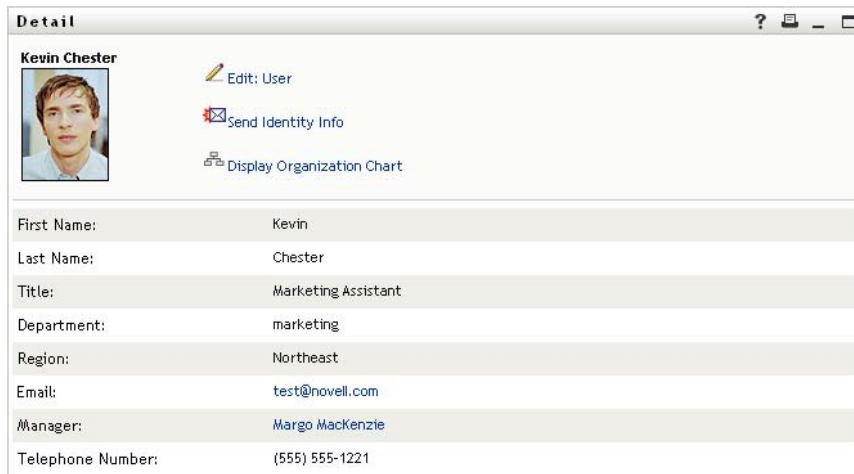 Detail ?
Kevin Chester
Edit: User
Send Identity Info
Display Organization Chart
First Name: Kevin
Last Name: Chester
Title: Marketing Assistant
Department: marketing
Region: Northeast
Email: test@novell.com
Manager: Margo MacKenzie
Telephone Number: (555) 555-1221